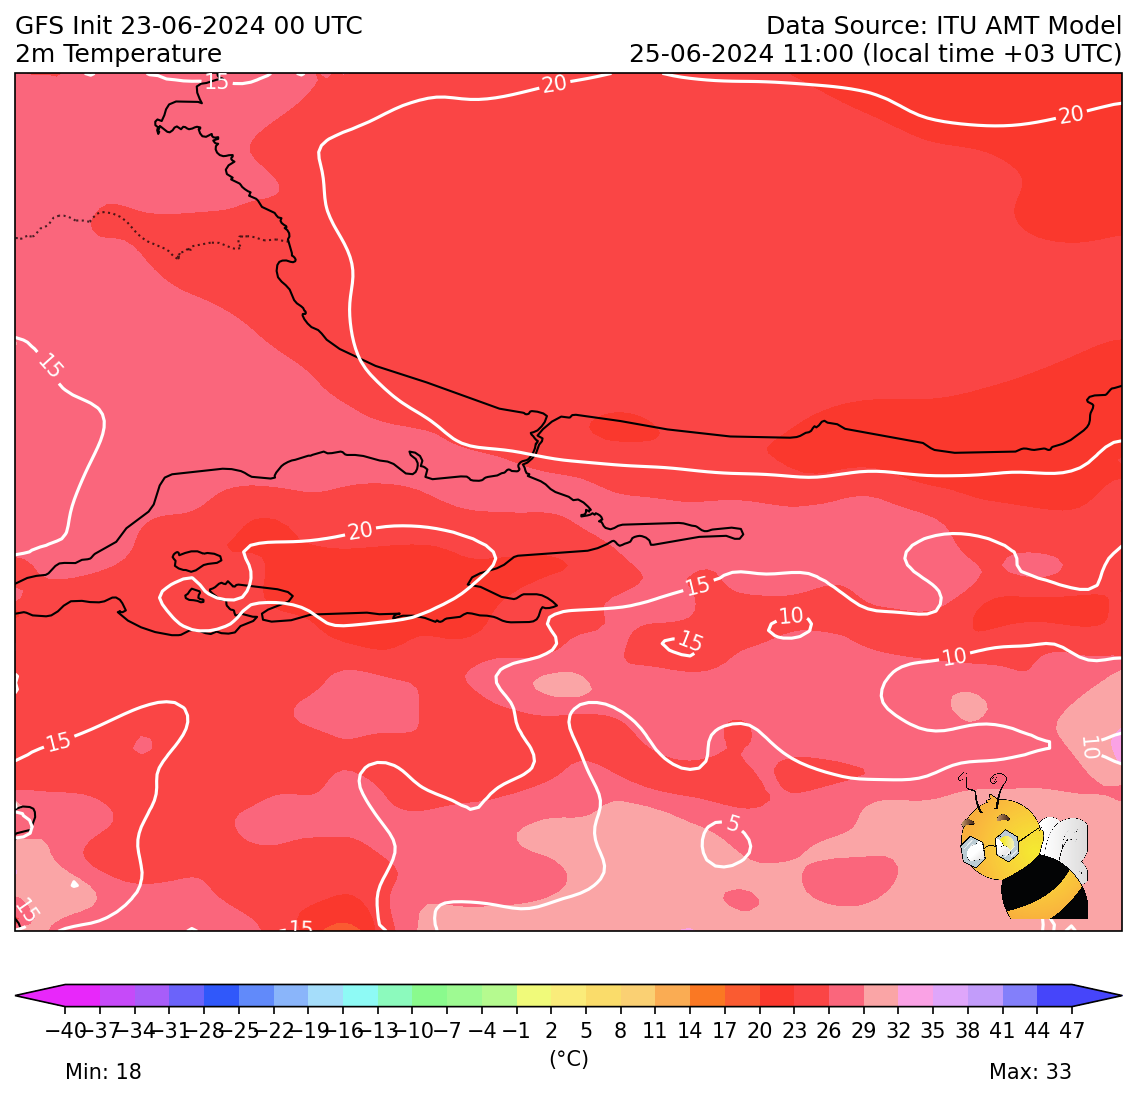 GFS Init 23-06-2024 00 UTC
Data Source: ITU AMT Model
2m Temperature
25-06-2024 11:00 (local time +03 UTC)
15
20
20
15
20
15
10
15
10
15
10
5
15
15
−40 −37 −34 −31 −28 −25 −22 −19 −16 −13 −10 −7 −4 −1 2 5 8 11 14 17 20 23 26 29 32 35 38 41 44 47
(°C)
Min: 18
Max: 33